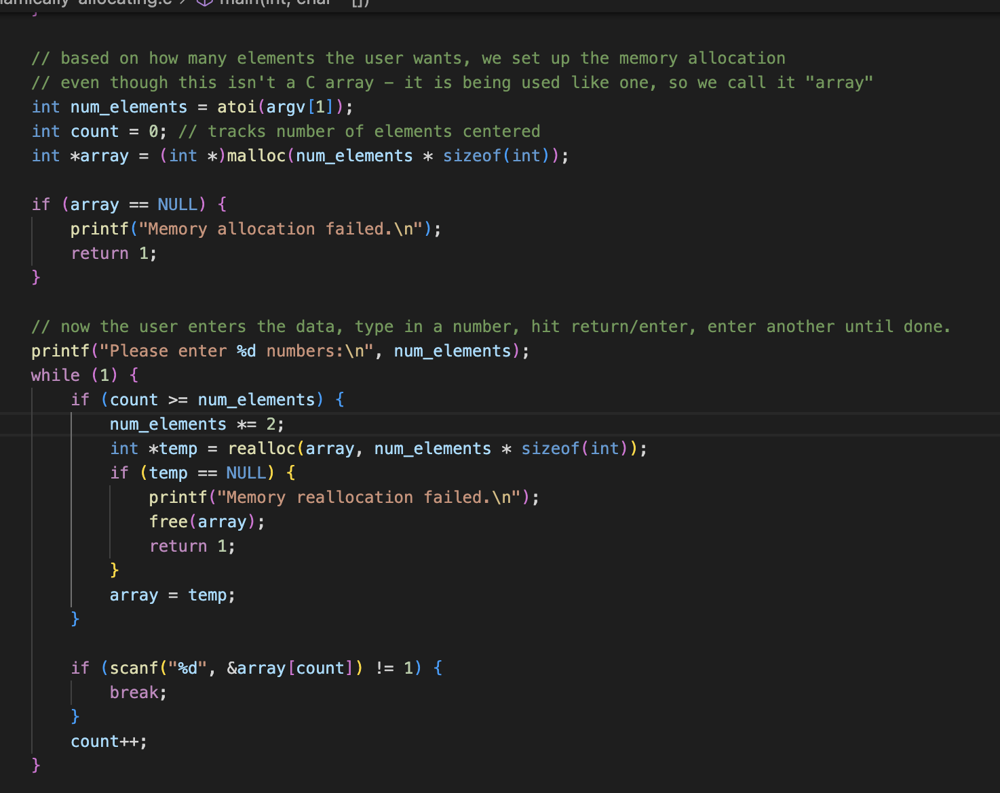 namically-allocating.c > main(int, char * [])
}
// based on how many elements the user wants, we set up the memory allocation
// even though this isn't a C array – it is being used like one, so we call it "array"
int num_elements = atoi(argv[1]);
int count = 0; // tracks number of elements centered
int *array = (int *)malloc(num_elements * sizeof(int));
if (array == NULL) {
printf("Memory allocation failed.\n");
return 1;
}
// now the user enters the data, type in a number, hit return/enter, enter another until done.
printf("Please enter %d numbers:\n", num_elements);
while (1) {
if (count >= num_elements) {
num_elements *= 2;
int *temp = realloc(array, num_elements * sizeof(int));
if (temp == NULL) {
printf("Memory reallocation failed.\n");
free(array);
return 1;
}
array = temp;
}
if (scanf("%d", &array[count]) != 1) {
break;
}
count++;
}